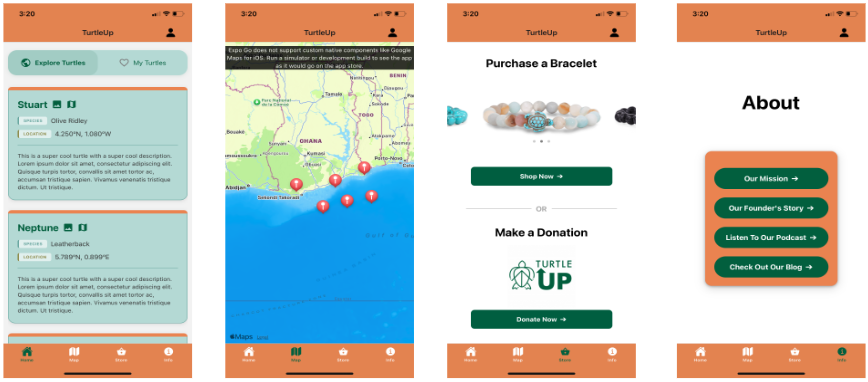 3:20
TurtleUp
Explore Turtles
My Turtles
Stuart
SPECIES Olive Ridley
LOCATION 4.250°N, 1.080°W
This is a super cool turtle with a super cool description.
Lorem ipsum dolor sit amet, consectetur adipiscing elit.
Quisque turpis tortor, convallis sit amet tortor ac,
accumsan tristique sapien. Vivamus venenatis tristique
dictum. Ut tristique.
Neptune
SPECIES Leatherback
LOCATION 5.789°N, 0.899°E
This is a super cool turtle with a super cool description.
Lorem ipsum dolor sit amet, consectetur adipiscing elit.
Quisque turpis tortor, convallis sit amet tortor ac,
accumsan tristique sapien. Vivamus venenatis tristique
dictum. Ut tristique.
Home Map Store Info
3:20
TurtleUp
Expo Go does not support custom native components like Google
Maps for iOS. Run a simulator or development build to see the app
as it would go on the app store.
BENIN
Tamale
TOGO
Bouaké
GHANA
Kumasi
Porto-Novo
Abidjan
Sekondi-Takoradi
Maps
Home Map Store Info
3:20
TurtleUp
Purchase a Bracelet
Shop Now →
OR
Make a Donation
TURTLE
UP
Donate Now →
Home Map Store Info
3:20
TurtleUp
About
Our Mission →
Our Founder's Story →
Listen To Our Podcast →
Check Out Our Blog →
Home Map Store Info